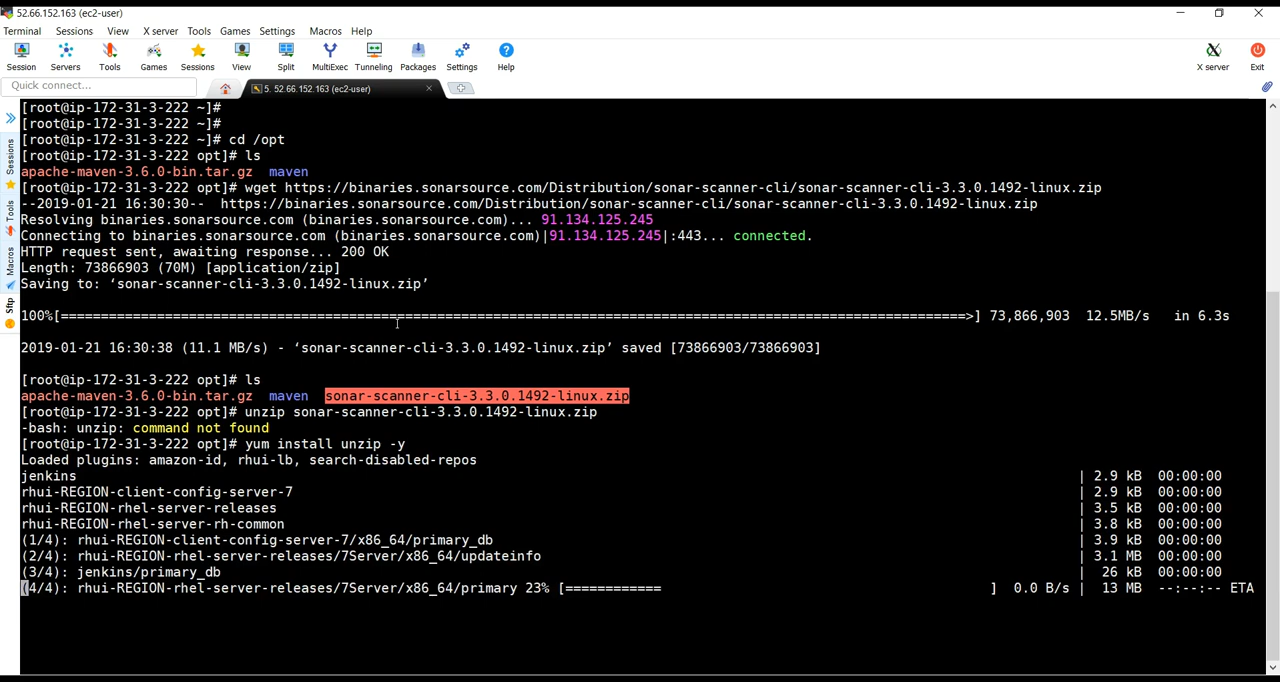 52.66.152.163 (ec2-user)
Terminal Sessions View X server Tools Games Settings Macros Help
Session Servers Tools Games Sessions View Split MultiExec Tunneling Packages Settings Help X server Exit
Quick connect... 5. 52.66.152.163 (ec2-user)
Sessions
Tools
Macros
Sftp
[root@ip-172-31-3-222 ~]#
[root@ip-172-31-3-222 ~]#
[root@ip-172-31-3-222 ~]# cd /opt
[root@ip-172-31-3-222 opt]# ls
apache-maven-3.6.0-bin.tar.gz maven
[root@ip-172-31-3-222 opt]# wget https://binaries.sonarsource.com/Distribution/sonar-scanner-cli/sonar-scanner-cli-3.3.0.1492-linux.zip
--2019-01-21 16:30:30-- https://binaries.sonarsource.com/Distribution/sonar-scanner-cli/sonar-scanner-cli-3.3.0.1492-linux.zip
Resolving binaries.sonarsource.com (binaries.sonarsource.com)... 91.134.125.245
Connecting to binaries.sonarsource.com (binaries.sonarsource.com)|91.134.125.245|:443... connected.
HTTP request sent, awaiting response... 200 OK
Length: 73866903 (70M) [application/zip]
Saving to: ‘sonar-scanner-cli-3.3.0.1492-linux.zip’
100%[=================================================================================================================>] 73,866,903 12.5MB/s in 6.3s
2019-01-21 16:30:38 (11.1 MB/s) - ‘sonar-scanner-cli-3.3.0.1492-linux.zip’ saved [73866903/73866903]
[root@ip-172-31-3-222 opt]# ls
apache-maven-3.6.0-bin.tar.gz maven sonar-scanner-cli-3.3.0.1492-linux.zip
[root@ip-172-31-3-222 opt]# unzip sonar-scanner-cli-3.3.0.1492-linux.zip
-bash: unzip: command not found
[root@ip-172-31-3-222 opt]# yum install unzip -y
Loaded plugins: amazon-id, rhui-lb, search-disabled-repos
jenkins | 2.9 kB 00:00:00
rhui-REGION-client-config-server-7 | 2.9 kB 00:00:00
rhui-REGION-rhel-server-releases | 3.5 kB 00:00:00
rhui-REGION-rhel-server-rh-common | 3.8 kB 00:00:00
(1/4): rhui-REGION-client-config-server-7/x86_64/primary_db | 3.9 kB 00:00:00
(2/4): rhui-REGION-rhel-server-releases/7Server/x86_64/updateinfo | 3.1 MB 00:00:00
(3/4): jenkins/primary_db | 26 kB 00:00:00
(4/4): rhui-REGION-rhel-server-releases/7Server/x86_64/primary 23% [============ ] 0.0 B/s | 13 MB --:--:-- ETA